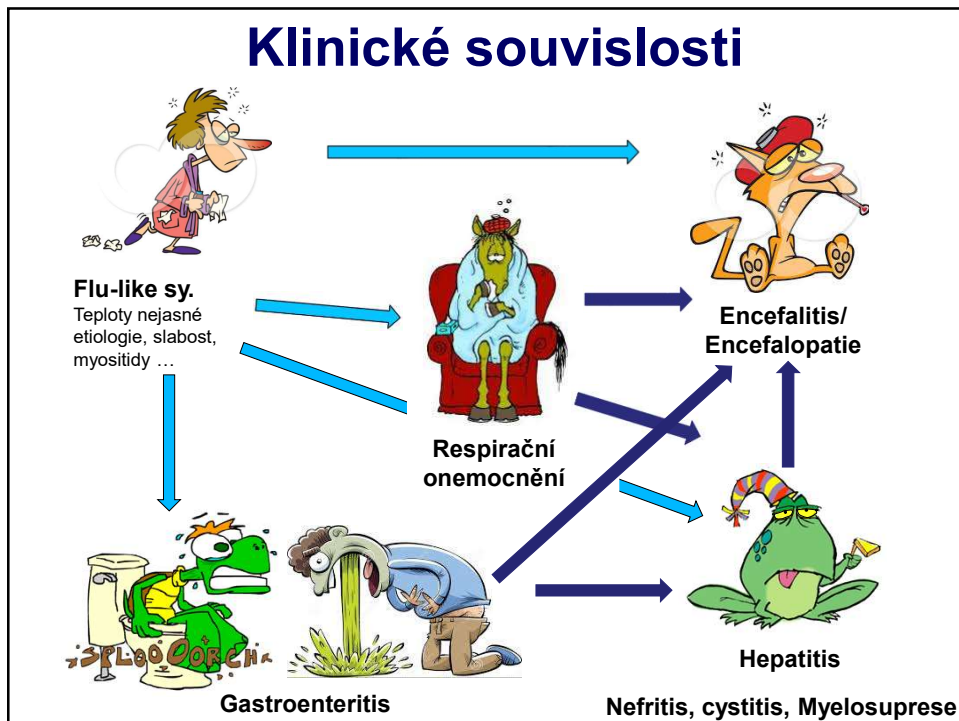 Klinické souvislosti
Flu-like sy.
Teploty nejasné
etiologie, slabost,
myositidy …
Encefalitis/
Encefalopatie
Respirační
onemocnění
SPLOOOORCH
Gastroenteritis
Hepatitis
Nefritis, cystitis, Myelosuprese